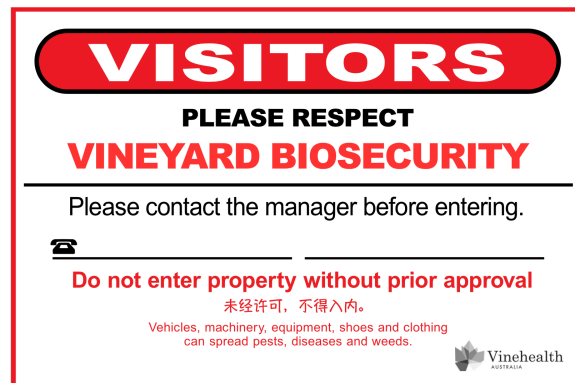 VISITORS
PLEASE RESPECT
VINEYARD BIOSECURITY
Please contact the manager before entering.
Do not enter property without prior approval
未经许可，不得入内。
Vehicles, machinery, equipment, shoes and clothing
can spread pests, diseases and weeds.
Vinehealth
AUSTRALIA